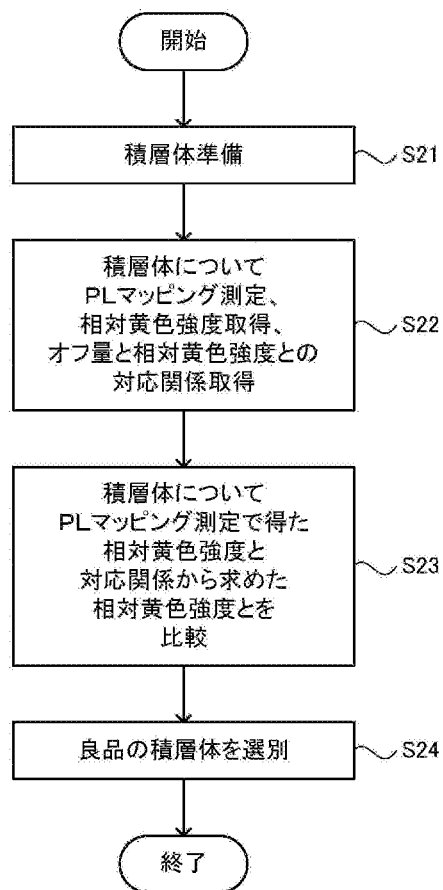 開始
積層体準備
S21
積層体について
PLマッピング測定、
相対黄色強度取得、
オフ量と相対黄色強度との
対応関係取得
S22
積層体について
PLマッピング測定で得た
相対黄色強度と
対応関係から求めた
相対黄色強度とを
比較
S23
良品の積層体を選別
S24
終了